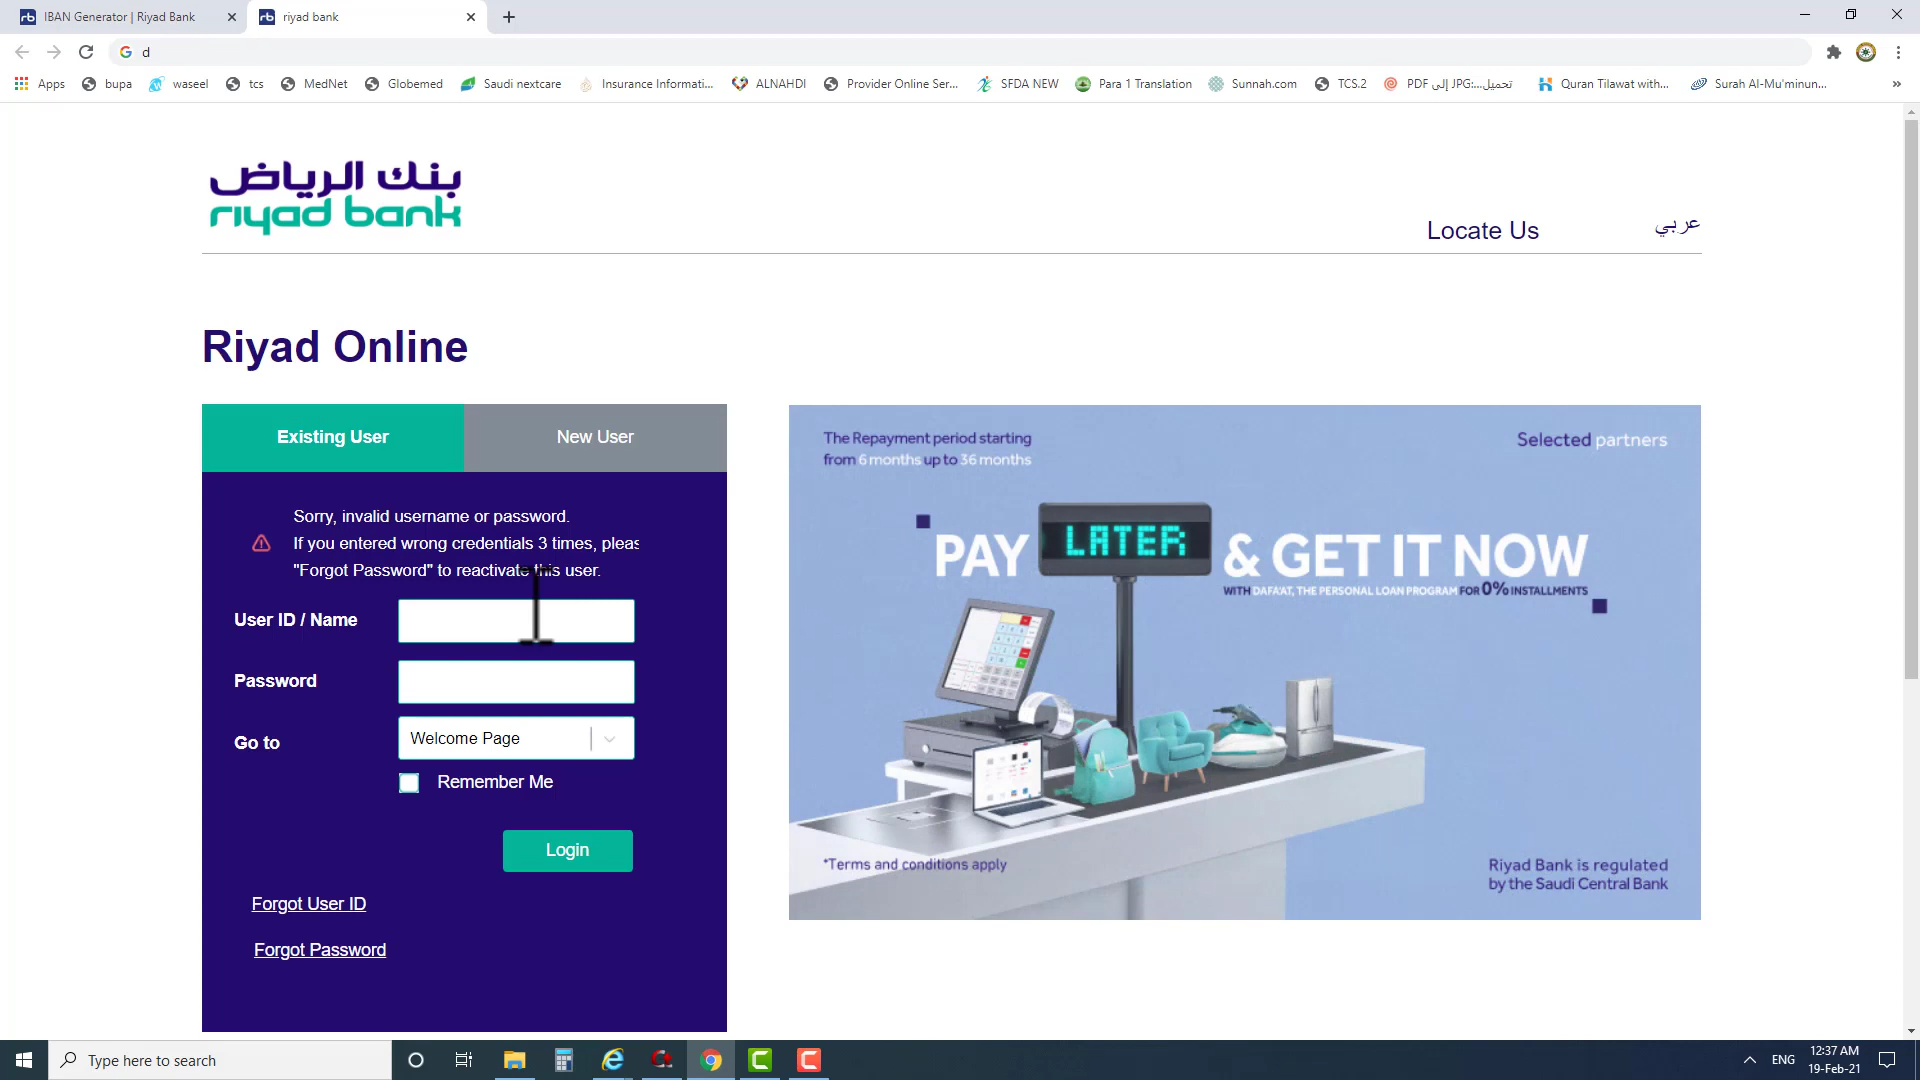 IBAN Generator | Riyad Bank
riyad bank
d
Apps
bupa
waseel
tcs
MedNet
Globemed
Saudi nextcare
Insurance Informati...
ALNAHDI
Provider Online Ser...
SFDA NEW
Para 1 Translation
Sunnah.com
TCS.2
تحميل...JPG إلى PDF
Quran Tilawat with...
Surah Al-Mu'minun...
بنك الرياض
riyad bank
Locate Us
عربي
Riyad Online
Existing User
New User
Sorry, invalid username or password.
If you entered wrong credentials 3 times, pleas
"Forgot Password" to reactivate this user.
User ID / Name
Password
Go to
Welcome Page
Remember Me
Login
Forgot User ID
Forgot Password
The Repayment period starting
from 6 months up to 36 months
Selected partners
PAY LATER & GET IT NOW
WITH DAFA'AT, THE PERSONAL LOAN PROGRAM FOR 0% INSTALLMENTS
*Terms and conditions apply
Riyad Bank is regulated
by the Saudi Central Bank
Type here to search
ENG
12:37 AM
19-Feb-21